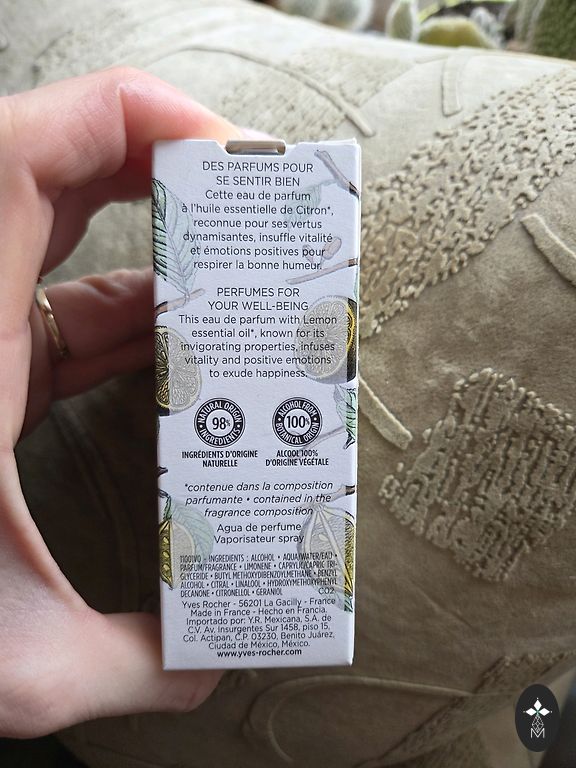 DES PARFUMS POUR
SE SENTIR BIEN
Cette eau de parfum
à l'huile essentielle de Citron*,
reconnue pour ses vertus
dynamisantes, insuffle vitalité
et émotions positives pour
respirer la bonne humeur.
PERFUMES FOR
YOUR WELL-BEING
This eau de parfum with Lemon
essential oil*, known for its
invigorating properties, infuses
vitality and positive emotions
to exude happiness.
NATURAL ORIGIN
98%
INGREDIENTS
ALCOHOL FROM
100%
BOTANICAL ORIGIN
INGRÉDIENTS D'ORIGINE
NATURELLE
ALCOOL 100%
D'ORIGINE VÉGÉTALE
*contenue dans la composition
parfumante • contained in the
fragrance composition
Agua de perfume
Vaporisateur spray
INGREDIENTS : ALCOHOL • AQUA/WATER/EAU •
PARFUM/FRAGRANCE • LIMONENE • CAPRYLIC/CAPRIC TRI-
GLYCERIDE • BUTYL METHOXYDIBENZOYLMETHANE • BENZYL
ALCOHOL • CITRAL • LINALOOL • HYDROXYMETHOXYPHENYL
DECANONE • CITRONELLOL • GERANIOL CO2
Yves Rocher - 56201 La Gacilly - France
Made in France - Hecho en Francia.
Importado por: Y.R. Mexicana, S.A. de
C.V. Av. Insurgentes Sur 1458, piso 15,
Col. Actipan, C.P. 03230, Benito Juárez,
Ciudad de México, México.
www.yves-rocher.com